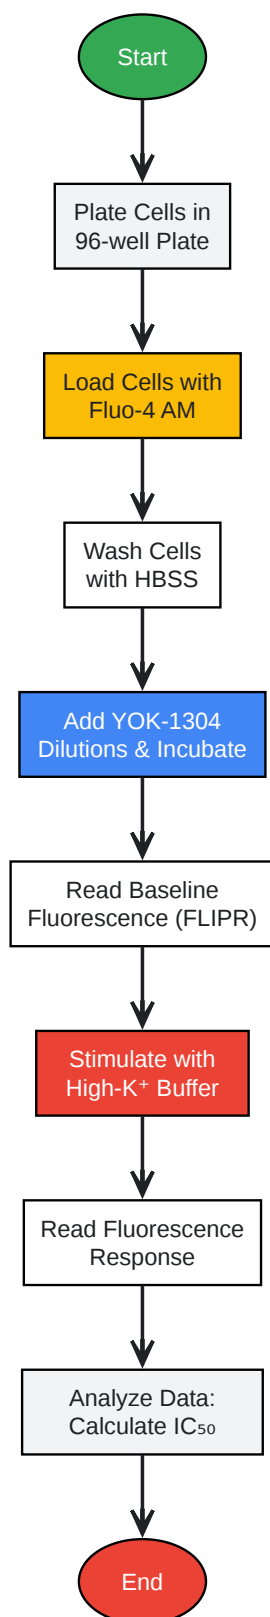 Start
Plate Cells in
96-well Plate
Load Cells with
Fluo-4 AM
Wash Cells
with HBSS
Add YOK-1304
Dilutions & Incubate
Read Baseline
Fluorescence (FLIPR)
Stimulate with
High-K⁺ Buffer
Read Fluorescence
Response
Analyze Data:
Calculate IC₅₀
End